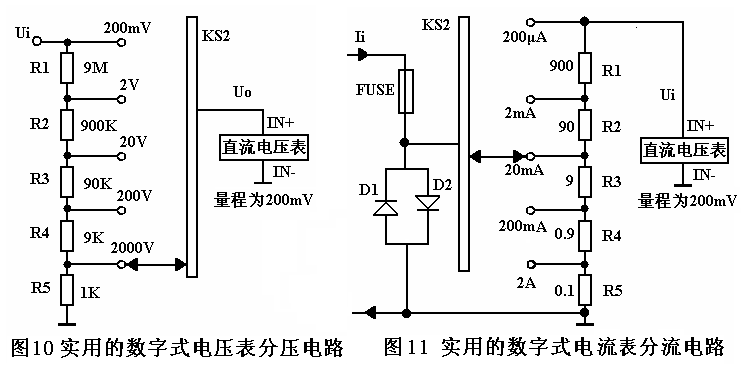 Ui
200mV
KS2
R1 9M
2V
Uo
R2 900K
IN+
20V
直流电压表
R3 90K
IN-
200V
量程为200mV
R4 9K
2000V
R5 1K
图10 实用的数字式电压表分压电路
Ii
KS2
200μA
FUSE
900 R1
Ui
2mA
90 R2
IN+
20mA
直流电压表
D1 D2
9 R3
IN-
量程为200mV
200mA
0.9 R4
2A
0.1 R5
图11 实用的数字式电流表分流电路